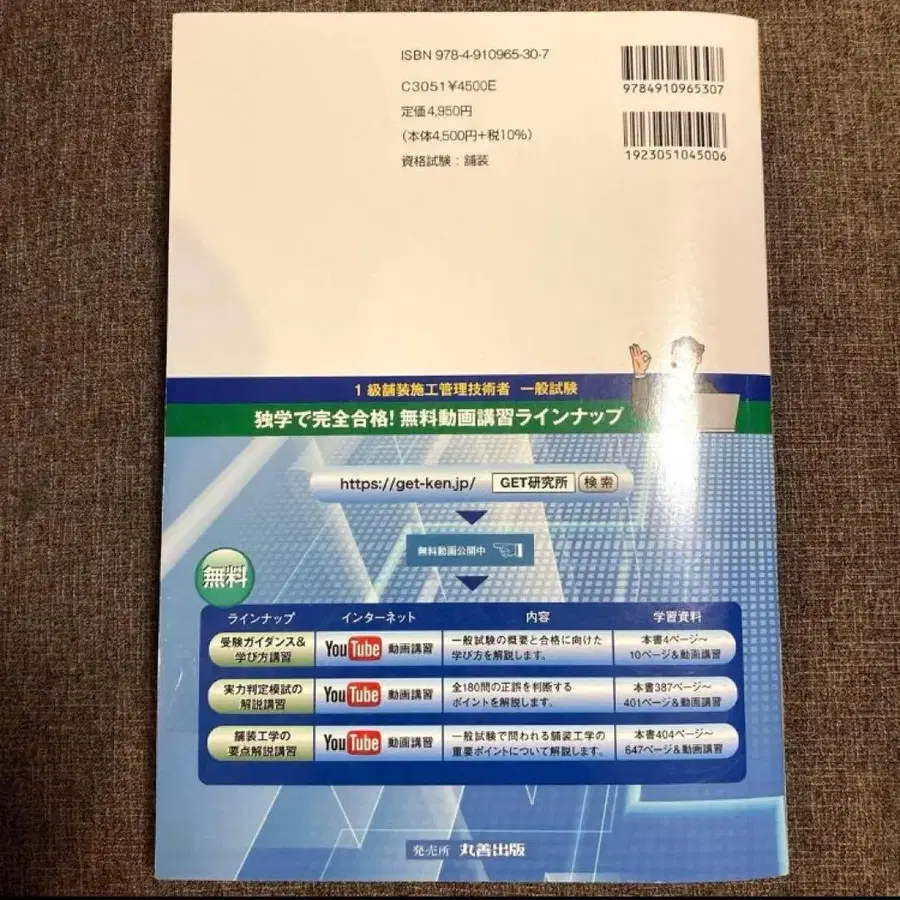 ISBN 978-4-910965-30-7
C3051 ¥4500E
定価4,950円
(本体4,500円+税10%)
資格試験:舗装
9784910965307
1923051045006
1級舗装施工管理技術者 一般試験
独学で完全合格!無料動画講習ラインナップ
https://get-ken.jp/ GET研究所 検索
無料動画公開中
無料
ラインナップ インターネット 内容 学習資料
受験ガイダンス&
学び方講習
YouTube 動画講習
一般試験の概要と合格に向けた
学び方を解説します。
本書4ページ〜
10ページ&動画講習
実力判定模試の
解説講習
YouTube 動画講習
全180問の正誤を判断する
ポイントを解説します。
本書387ページ〜
401ページ&動画講習
舗装工学の
要点解説講習
YouTube 動画講習
一般試験で問われる舗装工学の
重要ポイントについて解説します。
本書404ページ〜
647ページ&動画講習
発売所 丸善出版